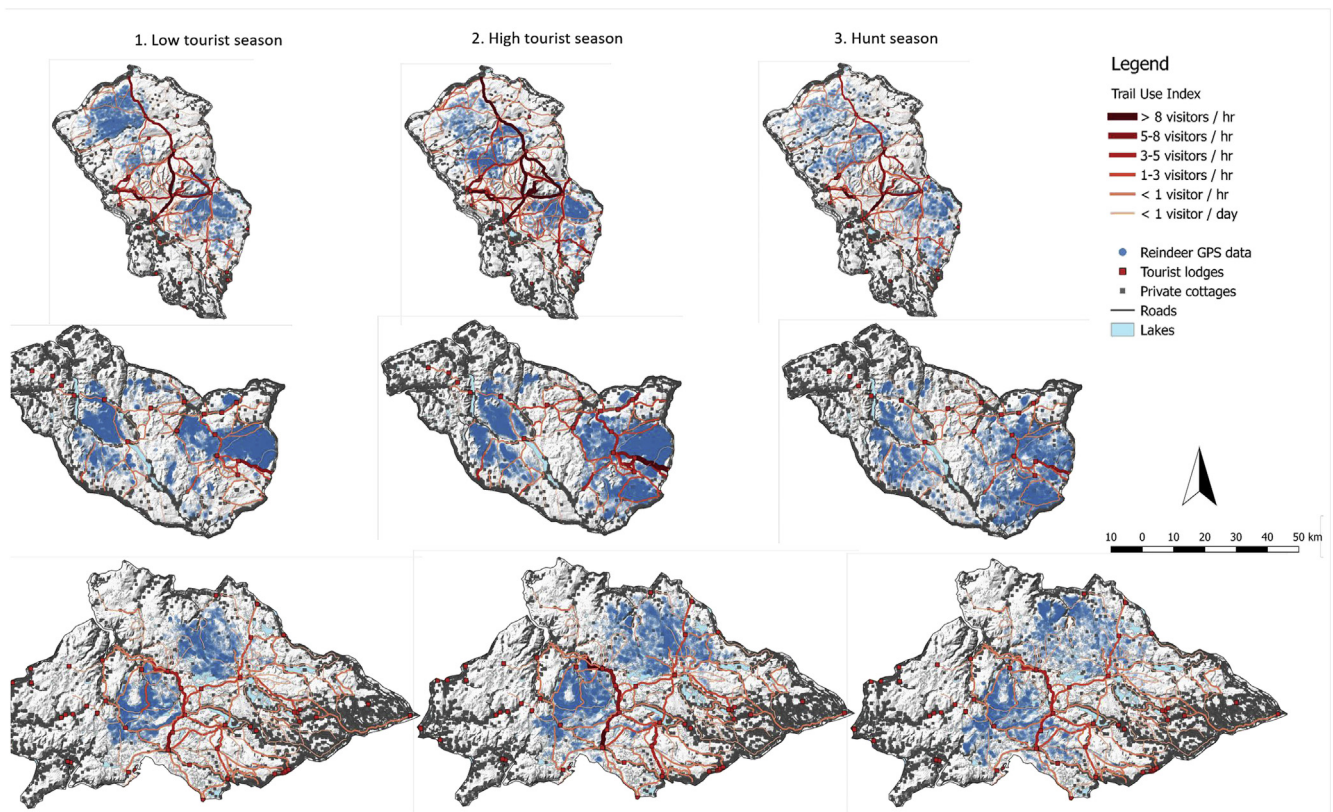 1. Low tourist season
2. High tourist season
3. Hunt season
Legend
Trail Use Index
> 8 visitors / hr
5-8 visitors / hr
3-5 visitors / hr
1-3 visitors / hr
< 1 visitor / hr
< 1 visitor / day
Reindeer GPS data
Tourist lodges
Private cottages
Roads
Lakes
10 0 10 20 30 40 50 km